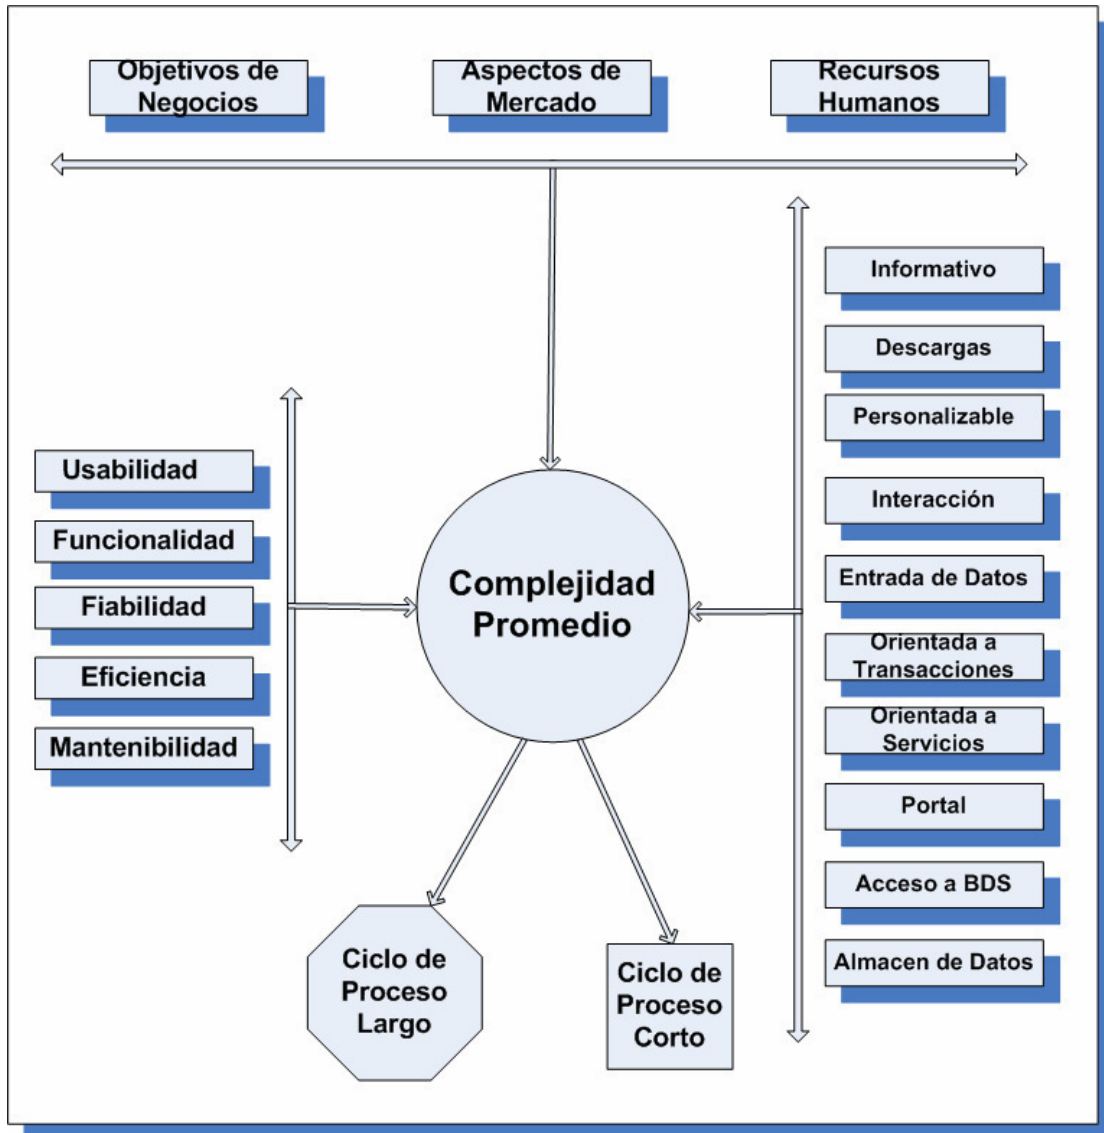 Objetivos de
Negocios
Aspectos de
Mercado
Recursos
Humanos
Informativo
Descargas
Personalizable
Interacción
Entrada de Datos
Orientada a
Transacciones
Orientada a
Servicios
Portal
Acceso a BDS
Almacen de Datos
Usabilidad
Funcionalidad
Fiabilidad
Eficiencia
Mantenibilidad
Complejidad
Promedio
Ciclo de
Proceso
Largo
Ciclo de
Proceso
Corto